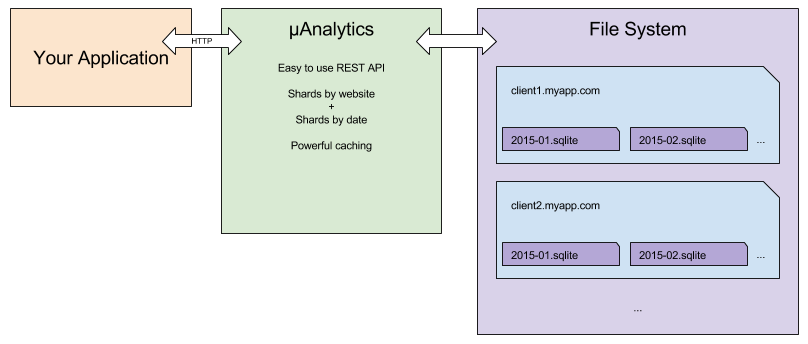 Your Application
HTTP
µAnalytics
Easy to use REST API
Shards by website
+
Shards by date
Powerful caching
File System
client1.myapp.com
2015-01.sqlite
2015-02.sqlite
...
client2.myapp.com
2015-01.sqlite
2015-02.sqlite
...
...